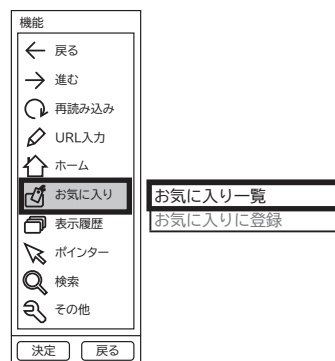 機能
戻る
進む
再読み込み
URL入力
ホーム
お気に入り
お気に入り一覧
お気に入りに登録
表示履歴
ポインター
検索
その他
決定 戻る